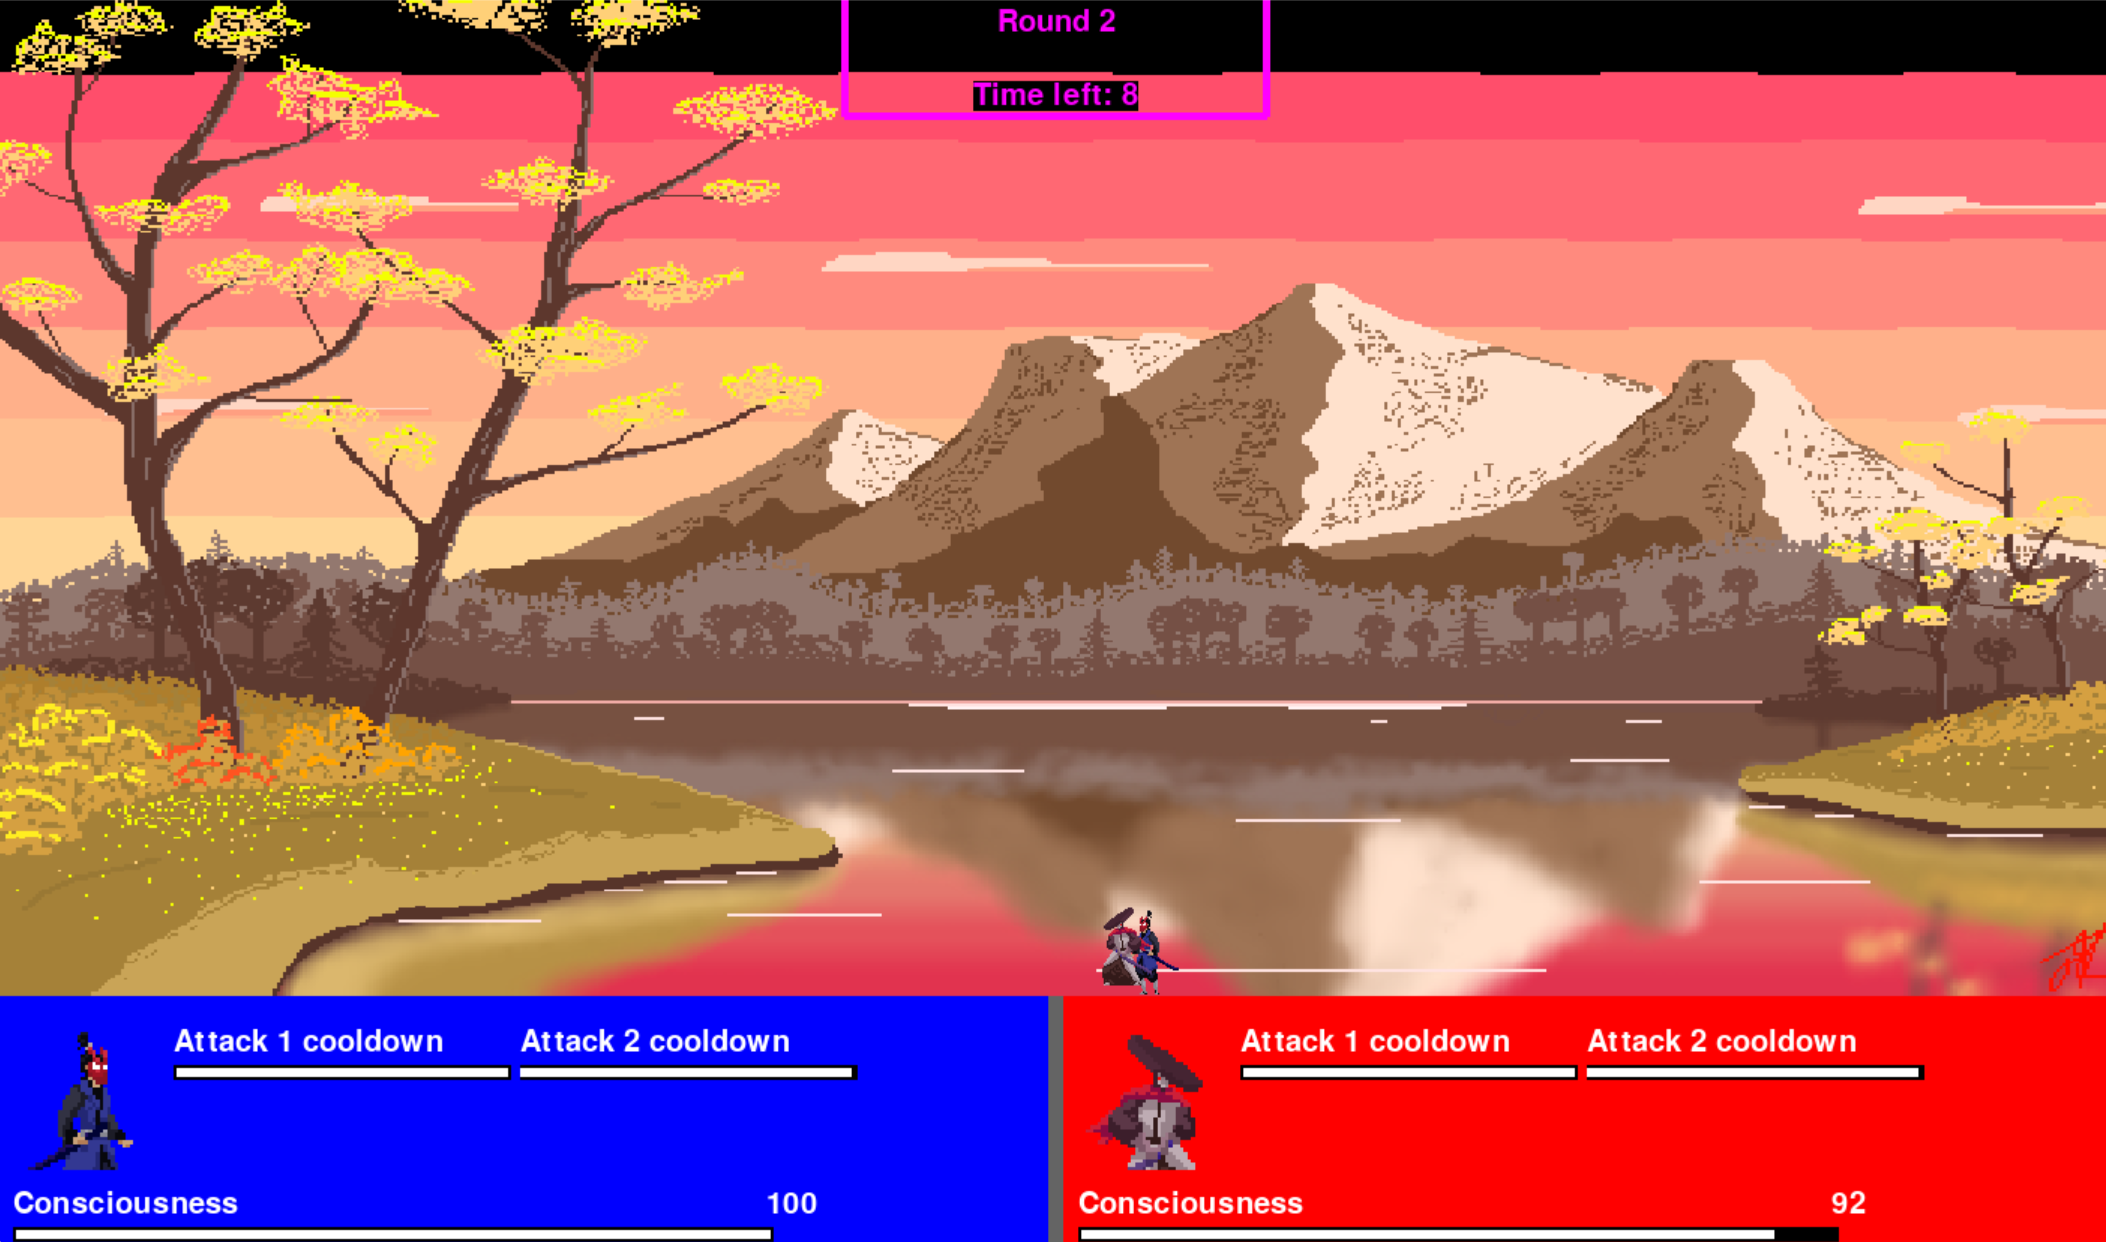 Round 2
Time left: 8
Attack 1 cooldown
Attack 2 cooldown
Consciousness
100
Attack 1 cooldown
Attack 2 cooldown
Consciousness
92